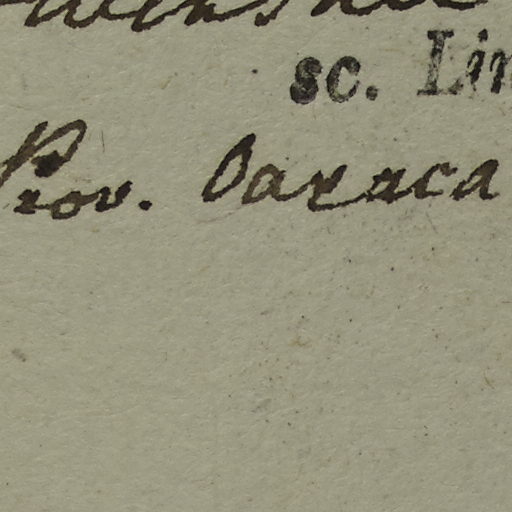 sc. Lin
Prov. Oaxaca